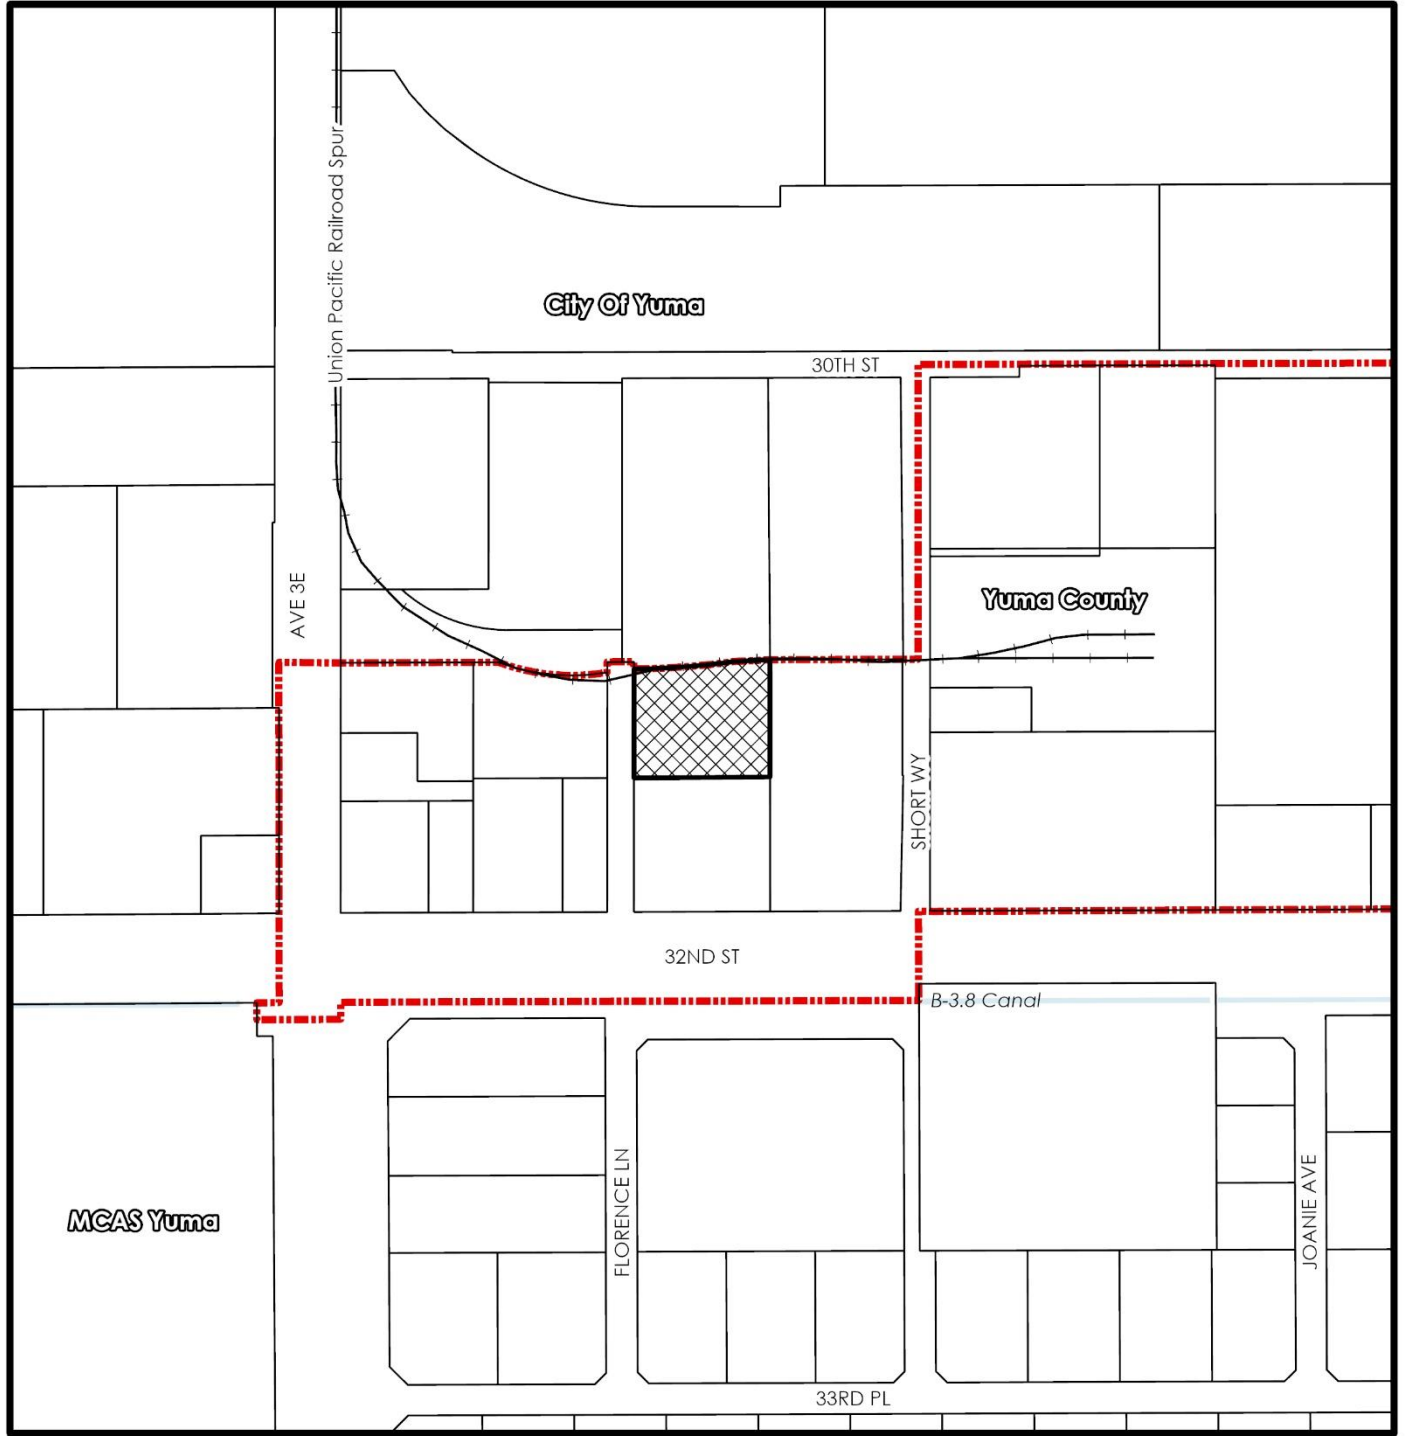 Union Pacific Railroad Spur
City Of Yuma
30TH ST
AVE 3E
Yuma County
SHORT WY
32ND ST
B-3.8 Canal
MCAS Yuma
FLORENCE LN
JOANIE AVE
33RD PL